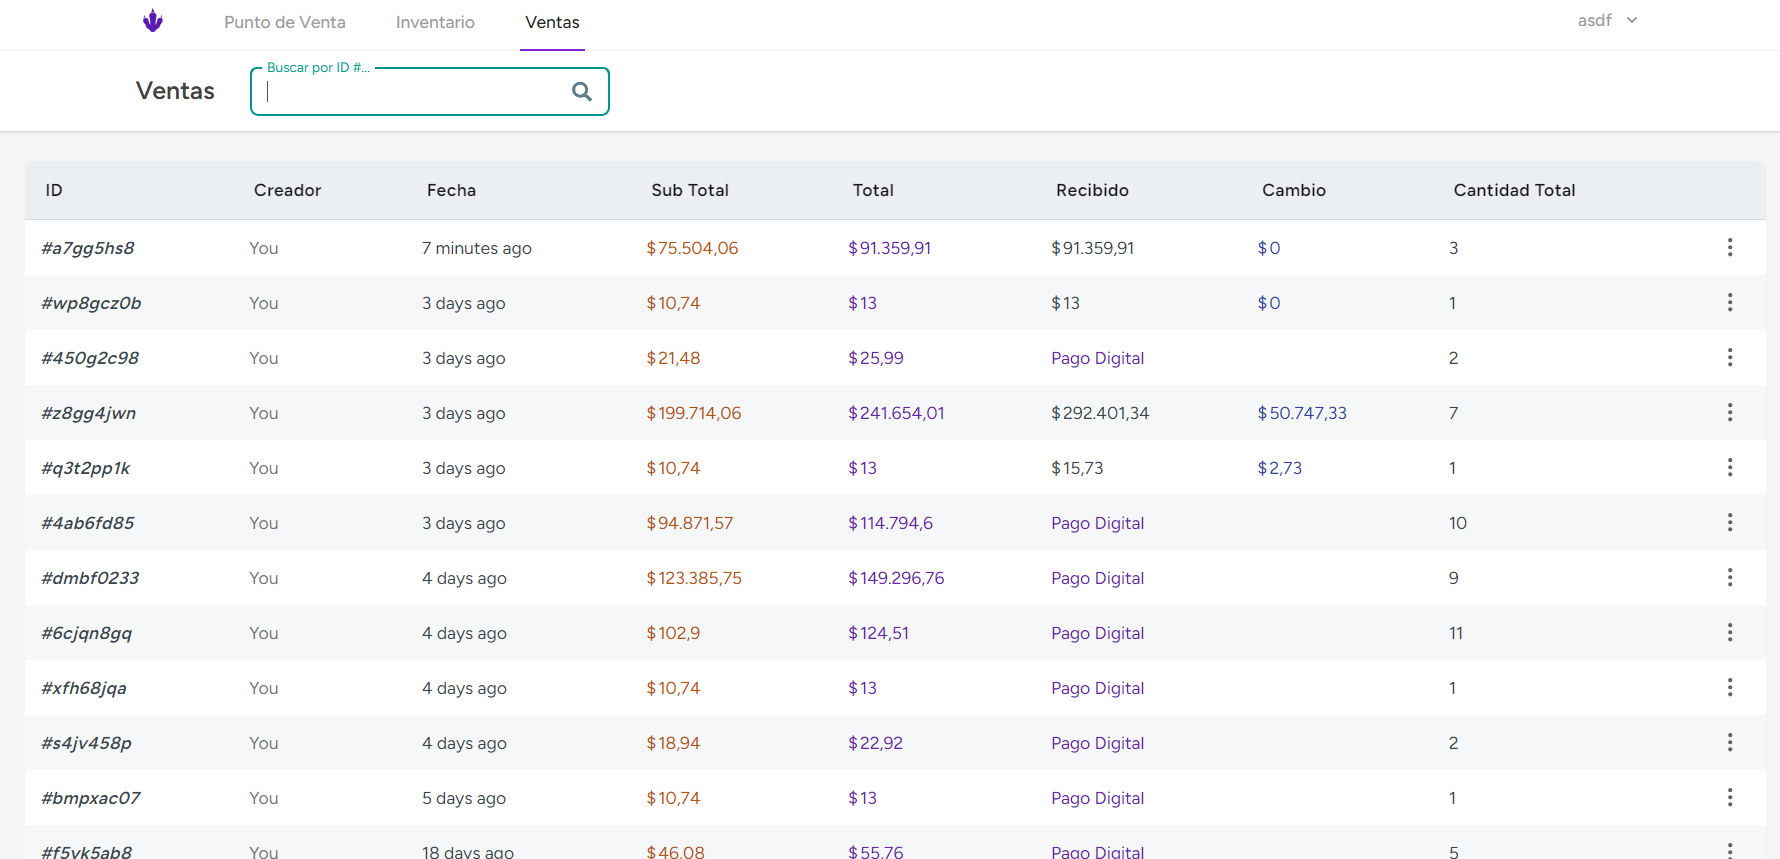 Punto de Venta Inventario Ventas asdf
Ventas Buscar por ID #...
ID Creador Fecha Sub Total Total Recibido Cambio Cantidad Total
#a7gg5hs8 You 7 minutes ago $75.504,06 $91.359,91 $91.359,91 $0 3
#wp8gcz0b You 3 days ago $10,74 $13 $13 $0 1
#450g2c98 You 3 days ago $21,48 $25,99 Pago Digital 2
#z8gg4jwn You 3 days ago $199.714,06 $241.654,01 $292.401,34 $50.747,33 7
#q3t2pp1k You 3 days ago $10,74 $13 $15,73 $2,73 1
#4ab6fd85 You 3 days ago $94.871,57 $114.794,6 Pago Digital 10
#dmbf0233 You 4 days ago $123.385,75 $149.296,76 Pago Digital 9
#6cjqn8gq You 4 days ago $102,9 $124,51 Pago Digital 11
#xfh68jqa You 4 days ago $10,74 $13 Pago Digital 1
#s4jv458p You 4 days ago $18,94 $22,92 Pago Digital 2
#bmpxac07 You 5 days ago $10,74 $13 Pago Digital 1
#f5vk5ab8 You 18 days ago $46,08 $55,76 Pago Digital 5